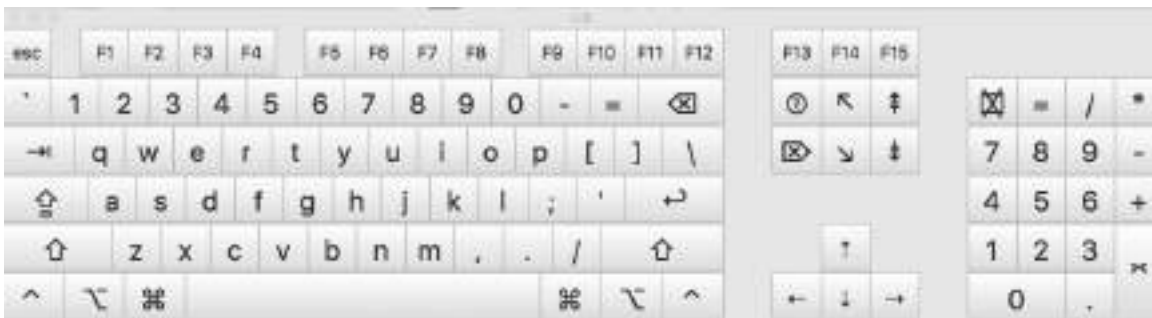 esc F1 F2 F3 F4 F5 F6 F7 F8 F9 F10 F11 F12 F13 F14 F15
` 1 2 3 4 5 6 7 8 9 0 - = ⌫ ? ↖ ⇞ = / *
⇥ q w e r t y u i o p [ ] \ ⌦ ↘ ⇟ 7 8 9 -
⇪ a s d f g h j k l ; ' ↩ 4 5 6 +
⇧ z x c v b n m , . / ⇧ ↑ 1 2 3 ⌤
^ ⌥ ⌘ ⌘ ⌥ ^ ← ↓ → 0 .